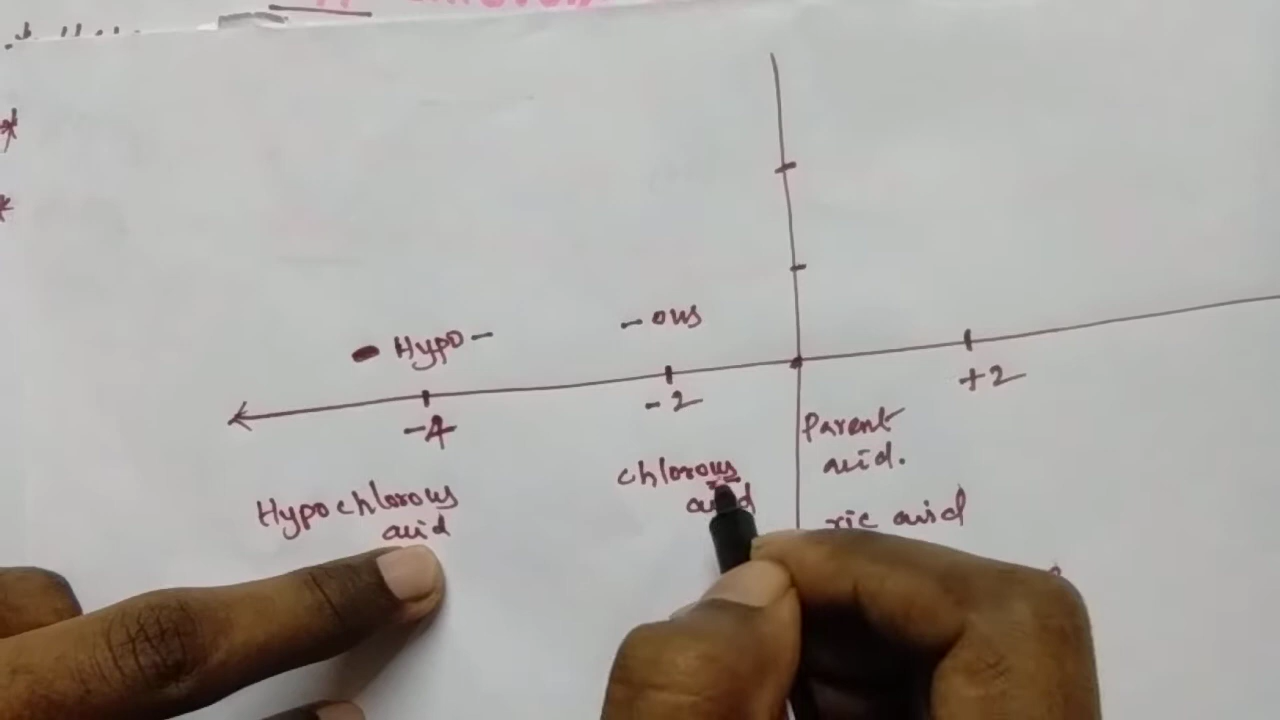 - Hypo -
- ous
-4
-2
+2
Parent
acid.
Hypochlorous
acid
chlorous
acid
ric acid